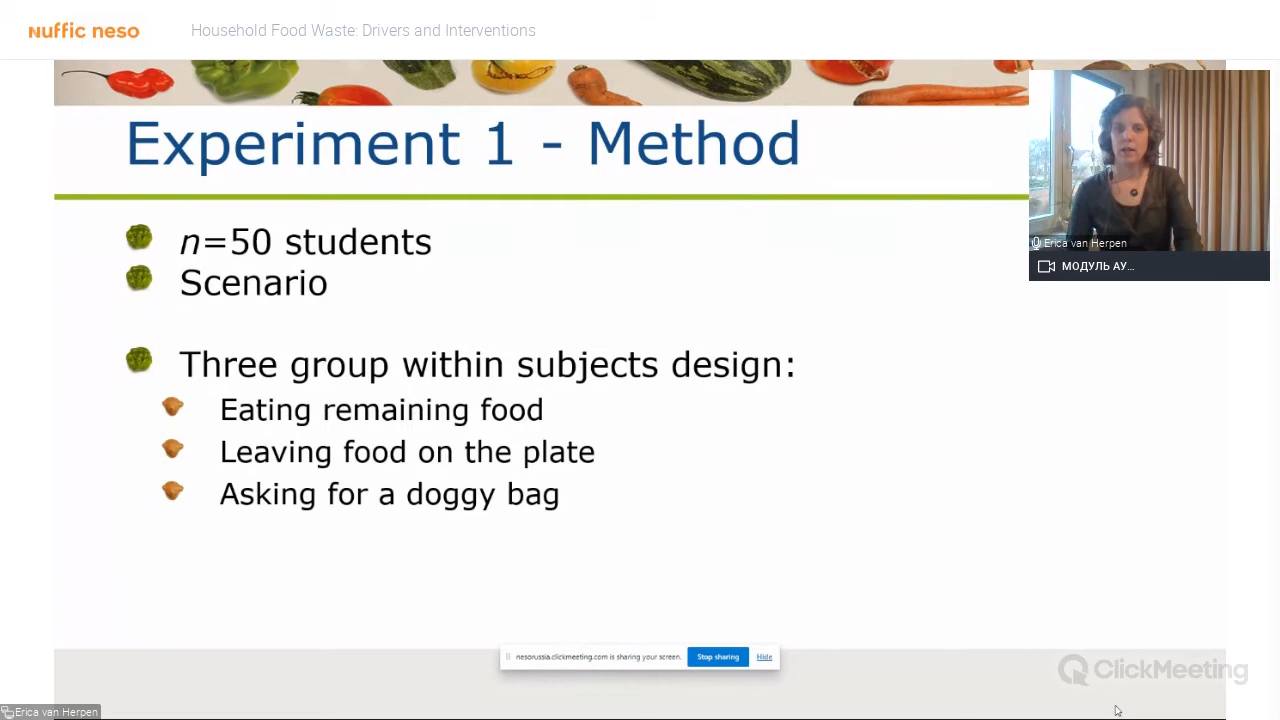 nuffic neso
Household Food Waste: Drivers and Interventions
Experiment 1 - Method
n=50 students
Scenario
Three group within subjects design:
Eating remaining food
Leaving food on the plate
Asking for a doggy bag
Erica van Herpen
МОДУЛЬ АУ...
nesorussia.clickmeeting.com is sharing your screen.
Stop sharing
Hide
ClickMeeting
Erica van Herpen